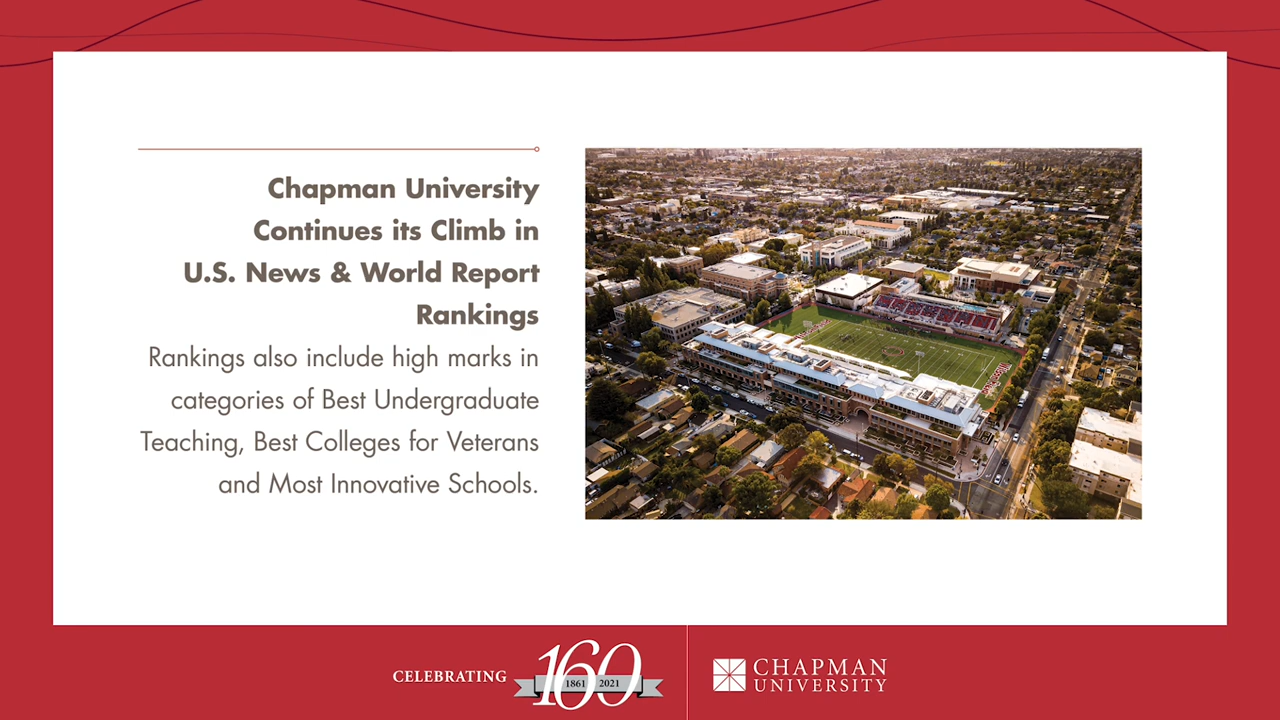 Chapman University
Continues its Climb in
U.S. News & World Report
Rankings
Rankings also include high marks in
categories of Best Undergraduate
Teaching, Best Colleges for Veterans
and Most Innovative Schools.
CELEBRATING
160
1861 2021
CHAPMAN
UNIVERSITY